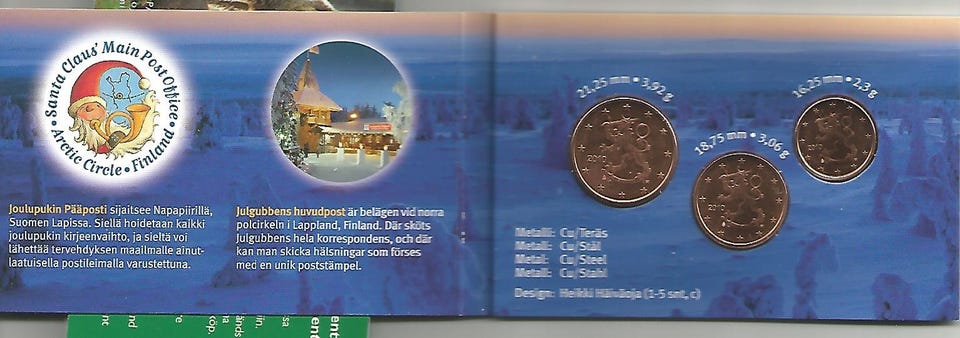 Santa Claus' Main Post Office
• Arctic Circle • Finland •
Joulupukin Pääposti sijaitsee Napapiirillä,
Suomen Lapissa. Siellä hoidetaan kaikki
joulupukin kirjeenvaihto, ja sieltä voi
lähettää tervehdyksen maailmalle ainut-
laatuisella postileimalla varustettuna.
Julgubbens huvudpost är belägen vid norra
polcirkeln i Lappland, Finland. Där sköts
Julgubbens hela korrespondens, och där
kan man skicka hälsningar som förses
med en unik poststämpel.
21,25 mm • 3,92 g
18,75 mm • 3,06 g
16,25 mm • 2,3 g
2010
2010
2010
Metalli: Cu/Teräs
Metall: Cu/Stål
Metal: Cu/Steel
Metall: Cu/Stahl
Design: Heikki Häiväoja (1-5 snt, c)